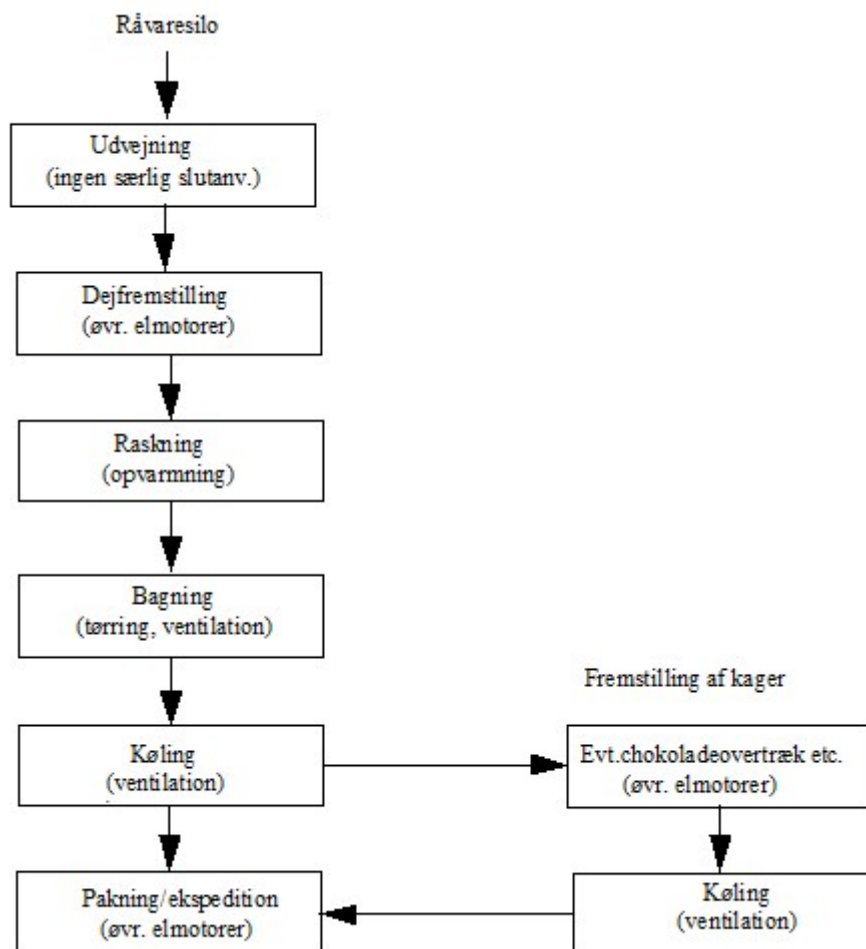 Råvaresilo
Udvejning
(ingen særlig slutanv.)
Dejfremstilling
(øvr. elmotorer)
Raskning
(opvarmning)
Bagning
(tørring, ventilation)
Køling
(ventilation)
Pakning/ekspedition
(øvr. elmotorer)
Fremstilling af kager
Evt.chokoladeovertræk etc.
(øvr. elmotorer)
Køling
(ventilation)